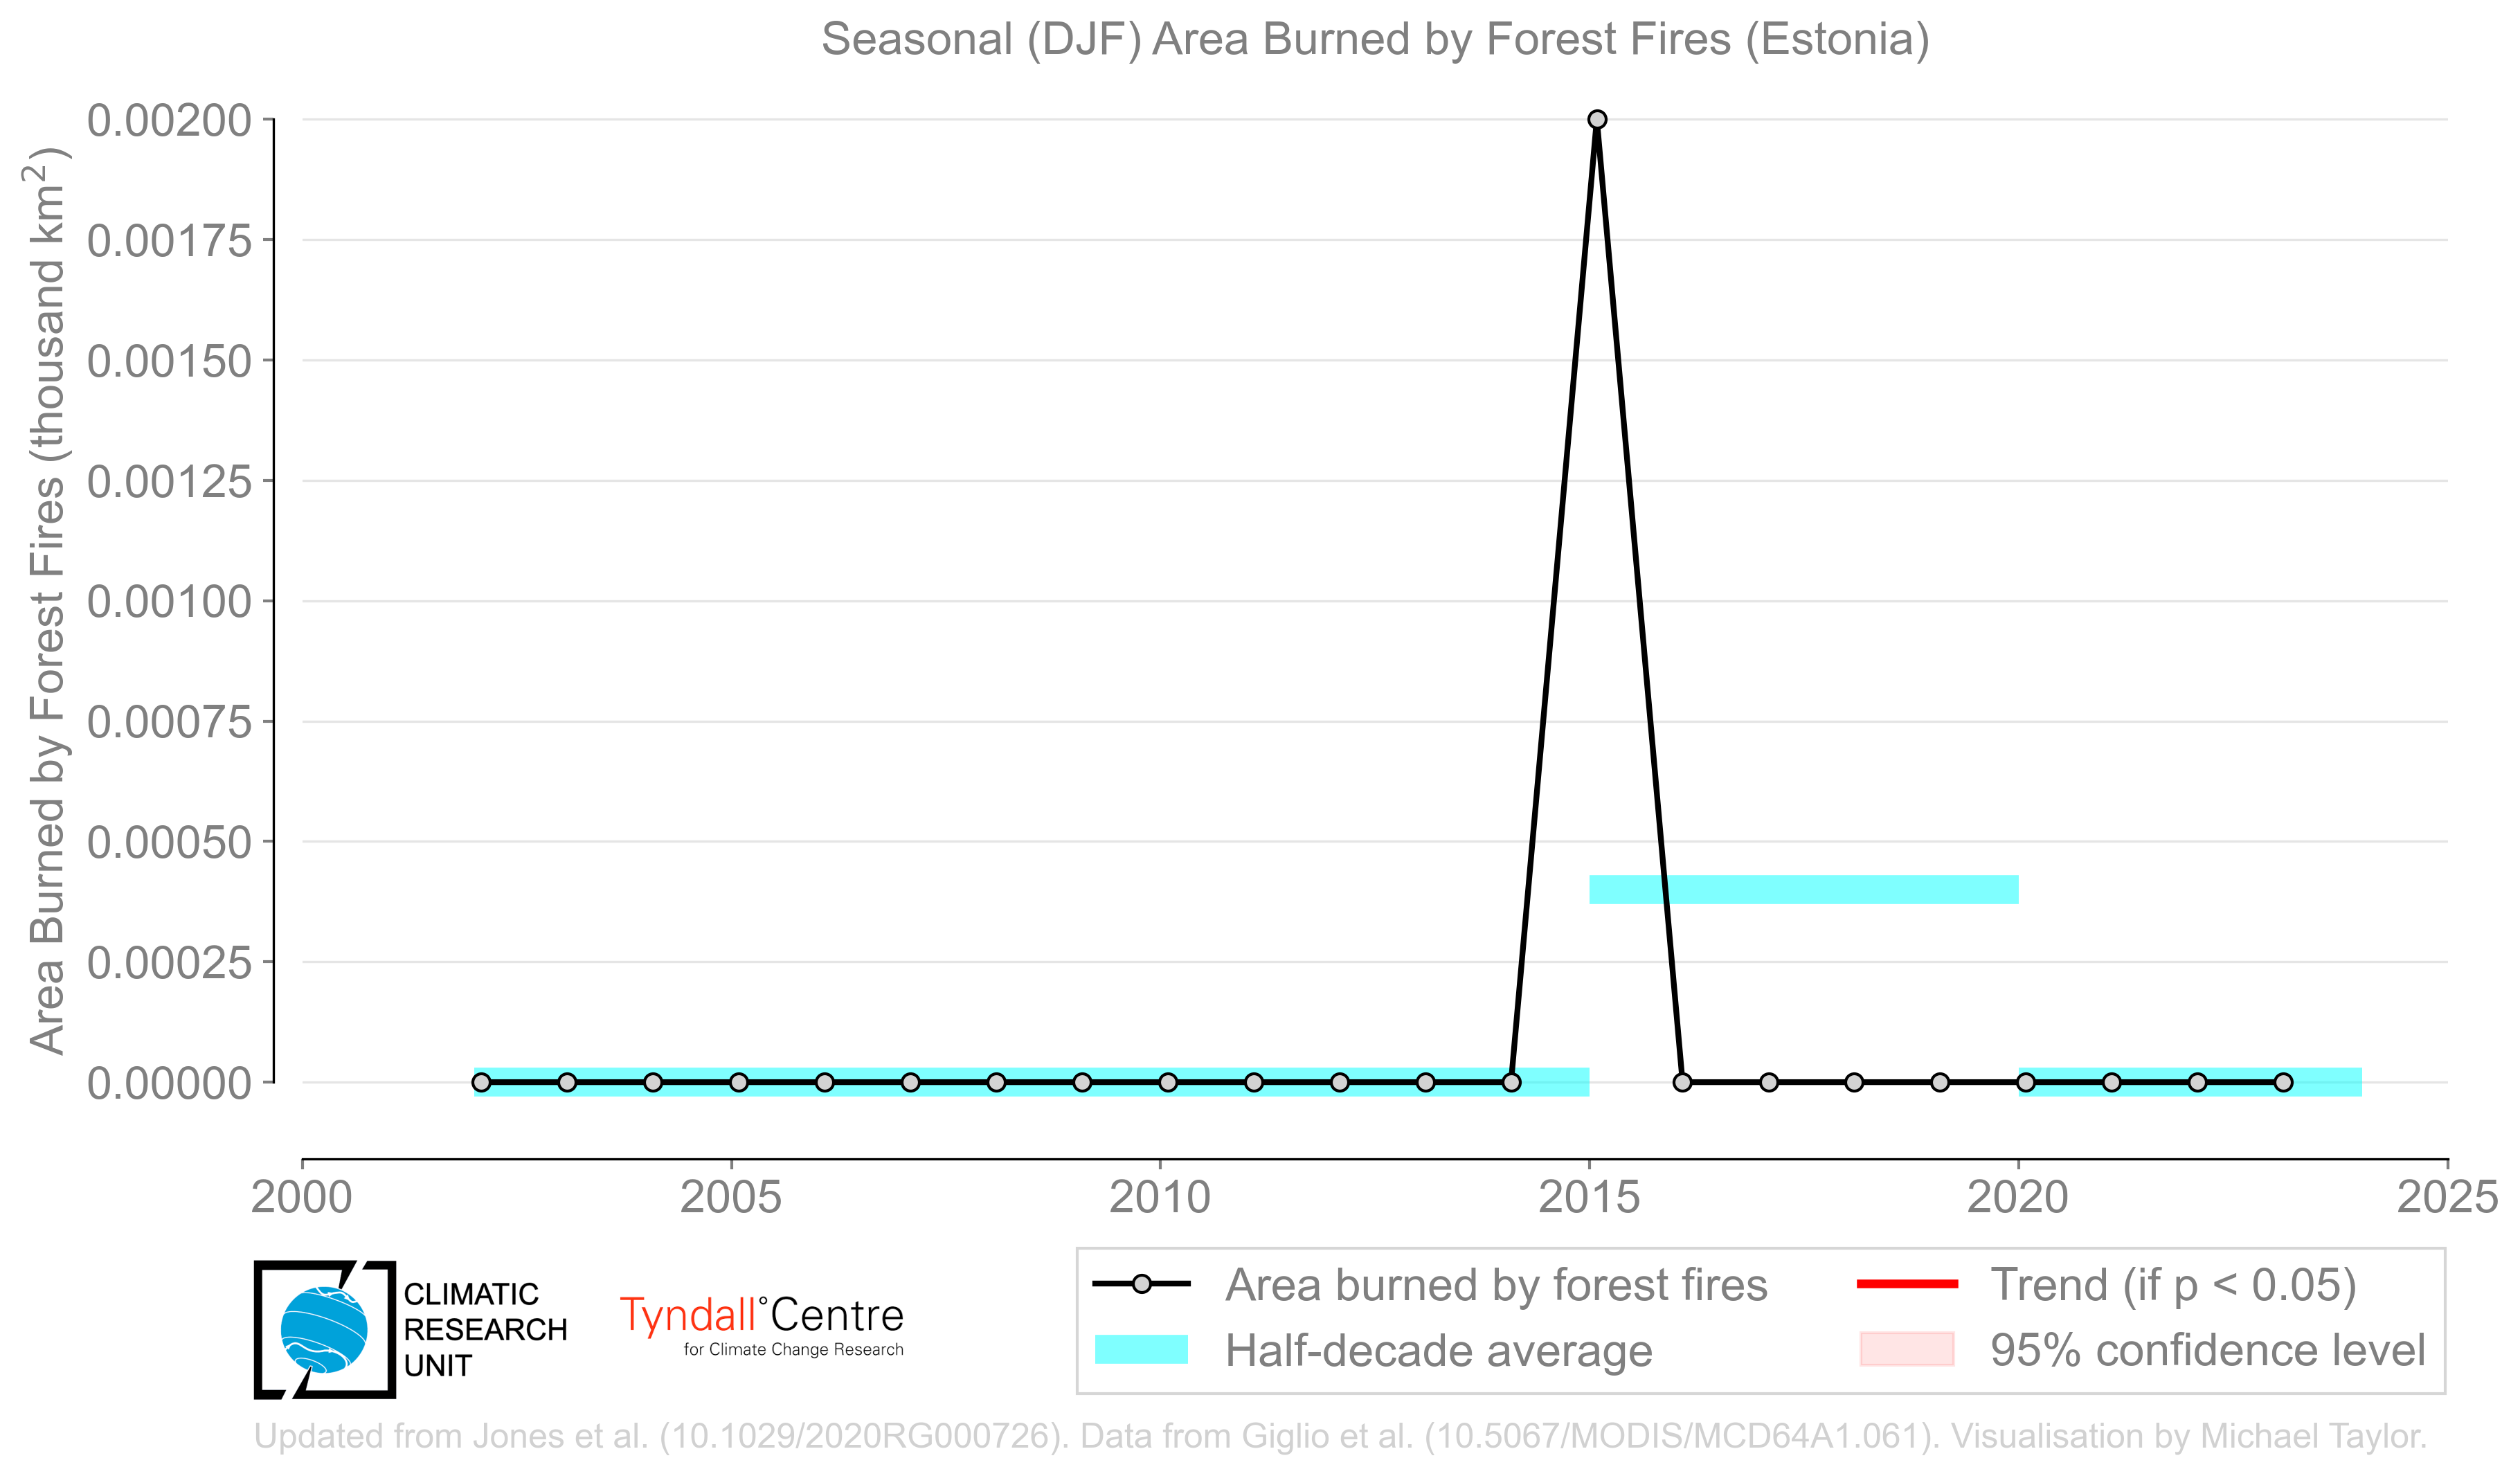 Seasonal (DJF) Area Burned by Forest Fires (Estonia)
Area Burned by Forest Fires (thousand km²)
0.00200
0.00175
0.00150
0.00125
0.00100
0.00075
0.00050
0.00025
0.00000
2000 2005 2010 2015 2020 2025
CLIMATIC
RESEARCH
UNIT
Tyndall°Centre
for Climate Change Research
Area burned by forest fires
Half-decade average
Trend (if p < 0.05)
95% confidence level
Updated from Jones et al. (10.1029/2020RG000726). Data from Giglio et al. (10.5067/MODIS/MCD64A1.061). Visualisation by Michael Taylor.